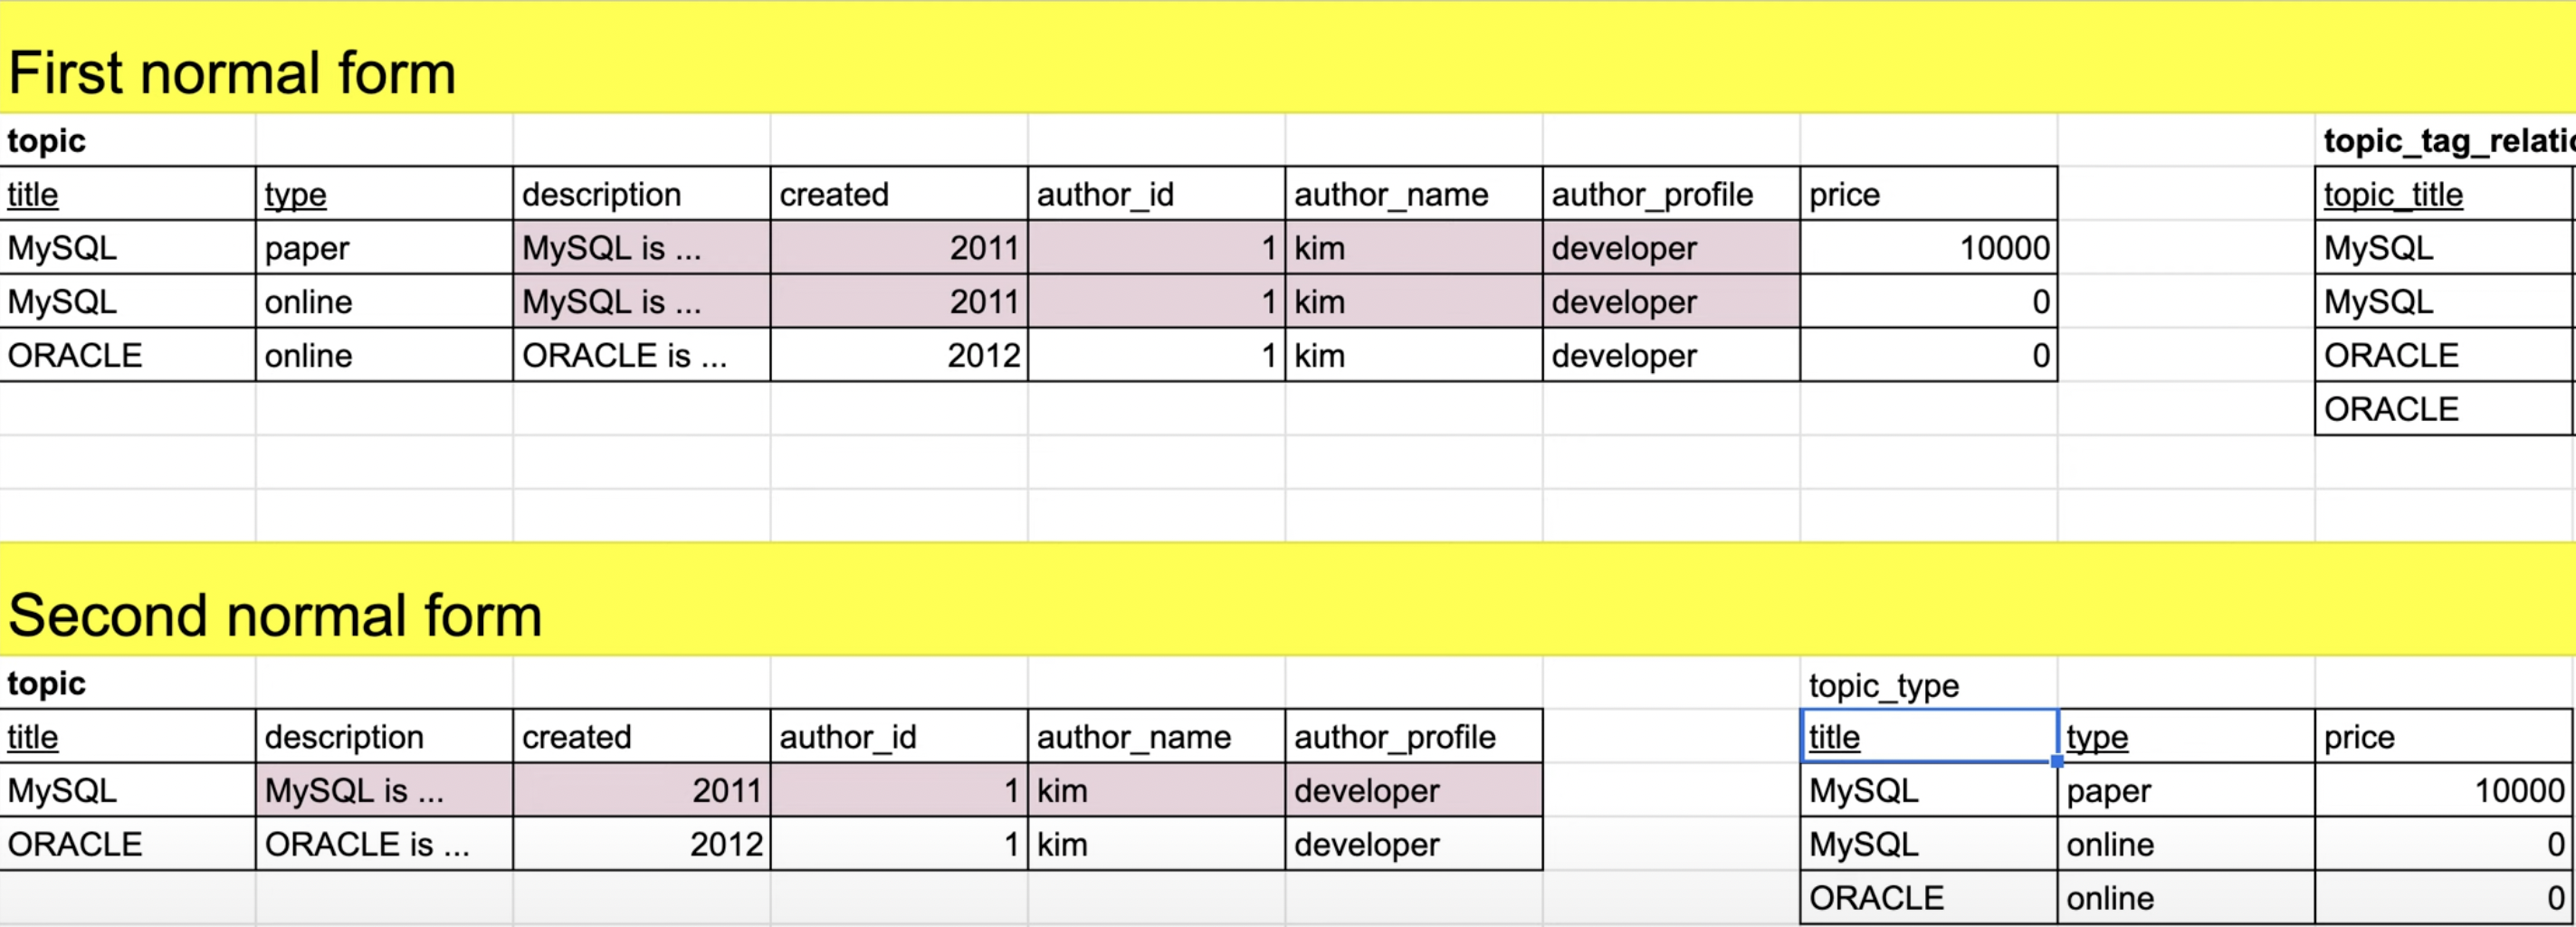 First normal form
topic topic_tag_relati
title type description created author_id author_name author_profile price topic_title
MySQL paper MySQL is ... 2011 1 kim developer 10000 MySQL
MySQL online MySQL is ... 2011 1 kim developer 0 MySQL
ORACLE online ORACLE is ... 2012 1 kim developer 0 ORACLE
ORACLE
Second normal form
topic topic_type
title description created author_id author_name author_profile title type price
MySQL MySQL is ... 2011 1 kim developer MySQL paper 10000
ORACLE ORACLE is ... 2012 1 kim developer MySQL online 0
ORACLE online 0